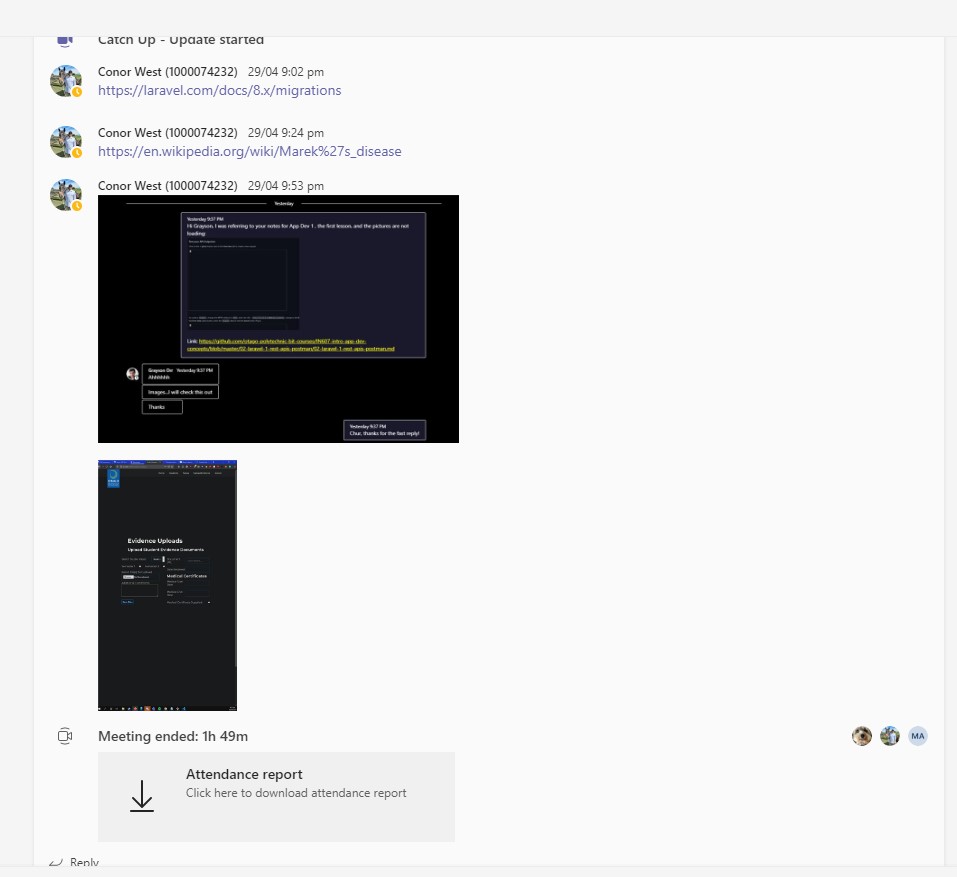 Catch Up - Update started
Conor West (1000074232) 29/04 9:02 pm
https://laravel.com/docs/8.x/migrations
Conor West (1000074232) 29/04 9:24 pm
https://en.wikipedia.org/wiki/Marek%27s_disease
Conor West (1000074232) 29/04 9:53 pm
Yesterday
Yesterday 9:37 PM
Hi Grayson, I was referring to your notes for App Dev 1 , the first lesson, and the pictures are not
loading:
Link: https://github.com/otago-polytechnic-bit-courses/IN607-intro-app-dev-
concepts/blob/master/02-laravel-1-rest-apis-postman/02-laravel-1-rest-apis-postman.md
Grayson Orr Yesterday 9:37 PM
Ahhhhhh
Images...I will check this out
Thanks
Yesterday 9:37 PM
Chur, thanks for the fast reply!
Evidence Uploads
Upload Student Evidence Documents
Medical Certificates
Meeting ended: 1h 49m
MA
Attendance report
Click here to download attendance report
Reply